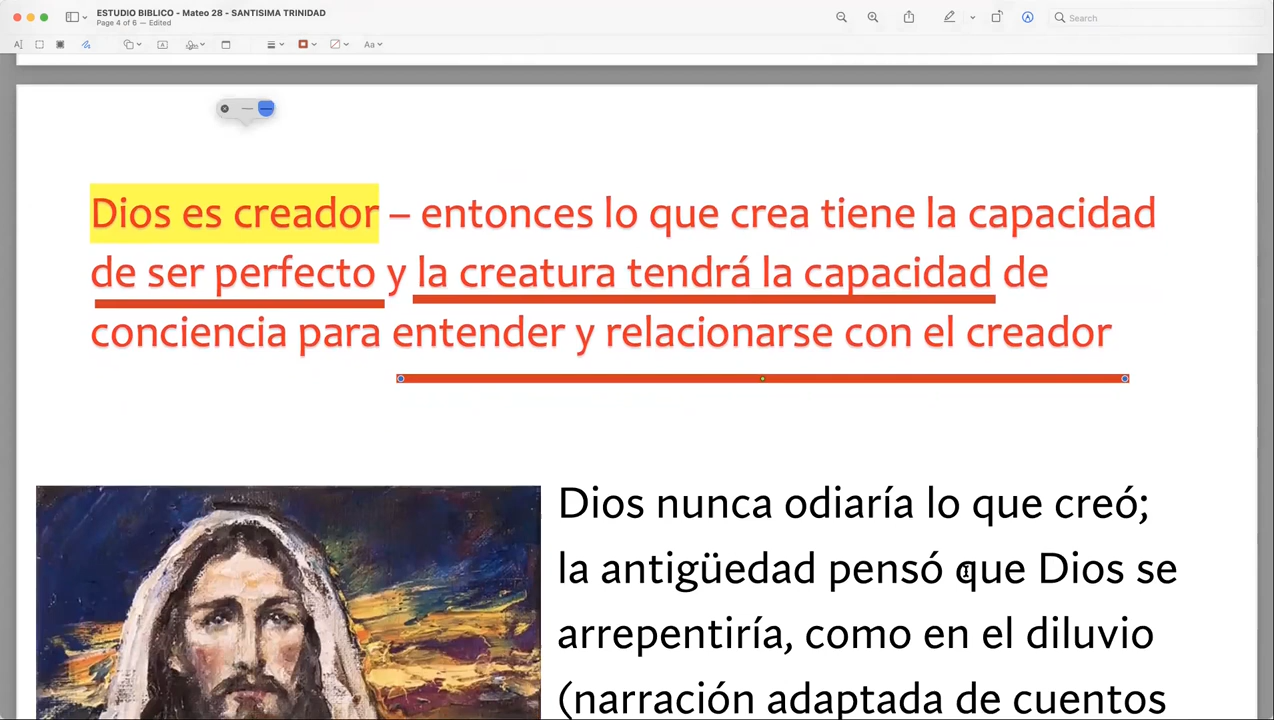 ESTUDIO BIBLICO - Mateo 28 - SANTISIMA TRINIDAD
Page 4 of 6 — Edited
Search
Aa
Dios es creador – entonces lo que crea tiene la capacidad
de ser perfecto y la creatura tendrá la capacidad de
conciencia para entender y relacionarse con el creador
Dios nunca odiaría lo que creó;
la antigüedad pensó que Dios se
arrepentiría, como en el diluvio
(narración adaptada de cuentos